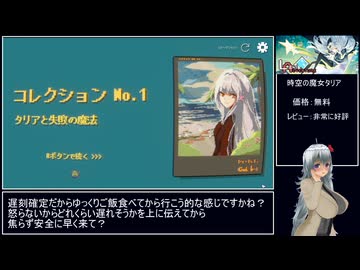 コレクション No.1
タリアと失敗の魔法
Bボタンで続く >>>
時空の魔女タリア
価格：無料
レビュー：非常に好評
遅刻確定だからゆっくりご飯食べてから行こう的な感じですかね？
怒らないからどれくらい遅れそうかを上に伝えてから
焦らず安全に早く来て？